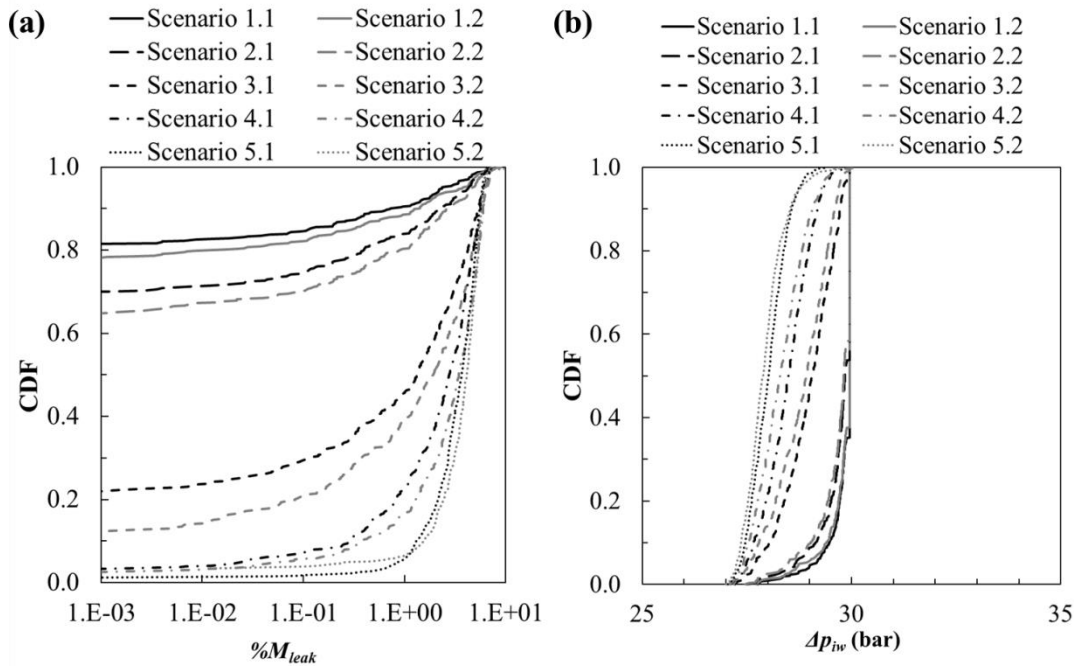 (a)
Scenario 1.1 Scenario 1.2
Scenario 2.1 Scenario 2.2
Scenario 3.1 Scenario 3.2
Scenario 4.1 Scenario 4.2
Scenario 5.1 Scenario 5.2
1.0
0.8
0.6
0.4
0.2
0.0
CDF
1.E-03 1.E-02 1.E-01 1.E+00 1.E+01
%M_leak
(b)
Scenario 1.1 Scenario 1.2
Scenario 2.1 Scenario 2.2
Scenario 3.1 Scenario 3.2
Scenario 4.1 Scenario 4.2
Scenario 5.1 Scenario 5.2
1.0
0.8
0.6
0.4
0.2
0.0
CDF
25 30 35
Δp_iw (bar)